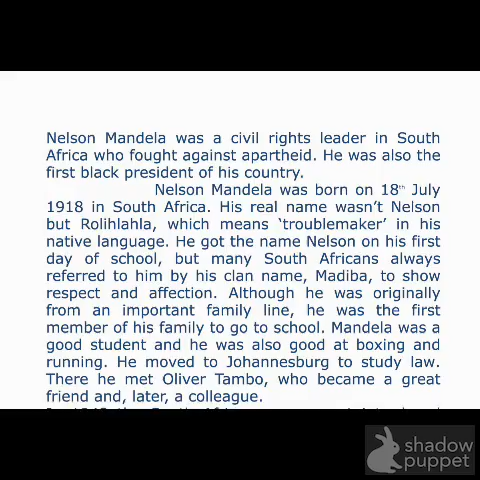 Nelson Mandela was a civil rights leader in South
Africa who fought against apartheid. He was also the
first black president of his country.
Nelson Mandela was born on 18th July
1918 in South Africa. His real name wasn't Nelson
but Rolihlahla, which means ‘troublemaker’ in his
native language. He got the name Nelson on his first
day of school, but many South Africans always
referred to him by his clan name, Madiba, to show
respect and affection. Although he was originally
from an important family line, he was the first
member of his family to go to school. Mandela was a
good student and he was also good at boxing and
running. He moved to Johannesburg to study law.
There he met Oliver Tambo, who became a great
friend and, later, a colleague.
shadow
puppet